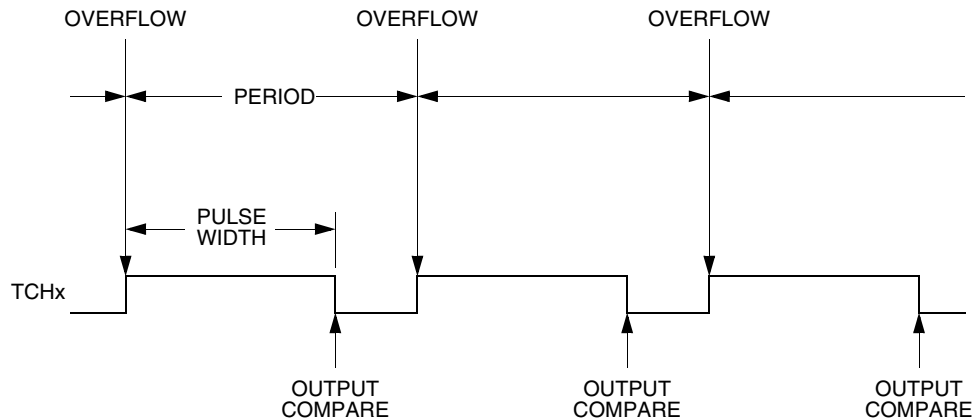 OVERFLOW OVERFLOW OVERFLOW
PERIOD
PULSE
WIDTH
TCHx
OUTPUT
COMPARE
OUTPUT
COMPARE
OUTPUT
COMPARE